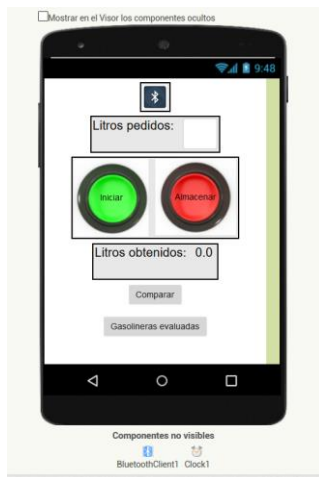 Mostrar en el Visor los componentes ocultos
9:48
Litros pedidos:
Iniciar Almacenar
Litros obtenidos: 0.0
Comparar
Gasolineras evaluadas
Componentes no visibles
BluetoothClient1 Clock1